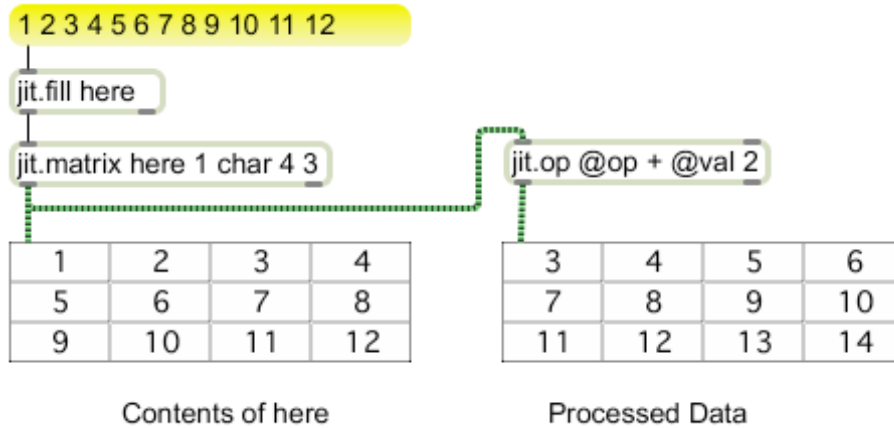 1 2 3 4 5 6 7 8 9 10 11 12
jit.fill here
jit.matrix here 1 char 4 3
jit.op @op + @val 2
1 2 3 4
5 6 7 8
9 10 11 12
3 4 5 6
7 8 9 10
11 12 13 14
Contents of here
Processed Data